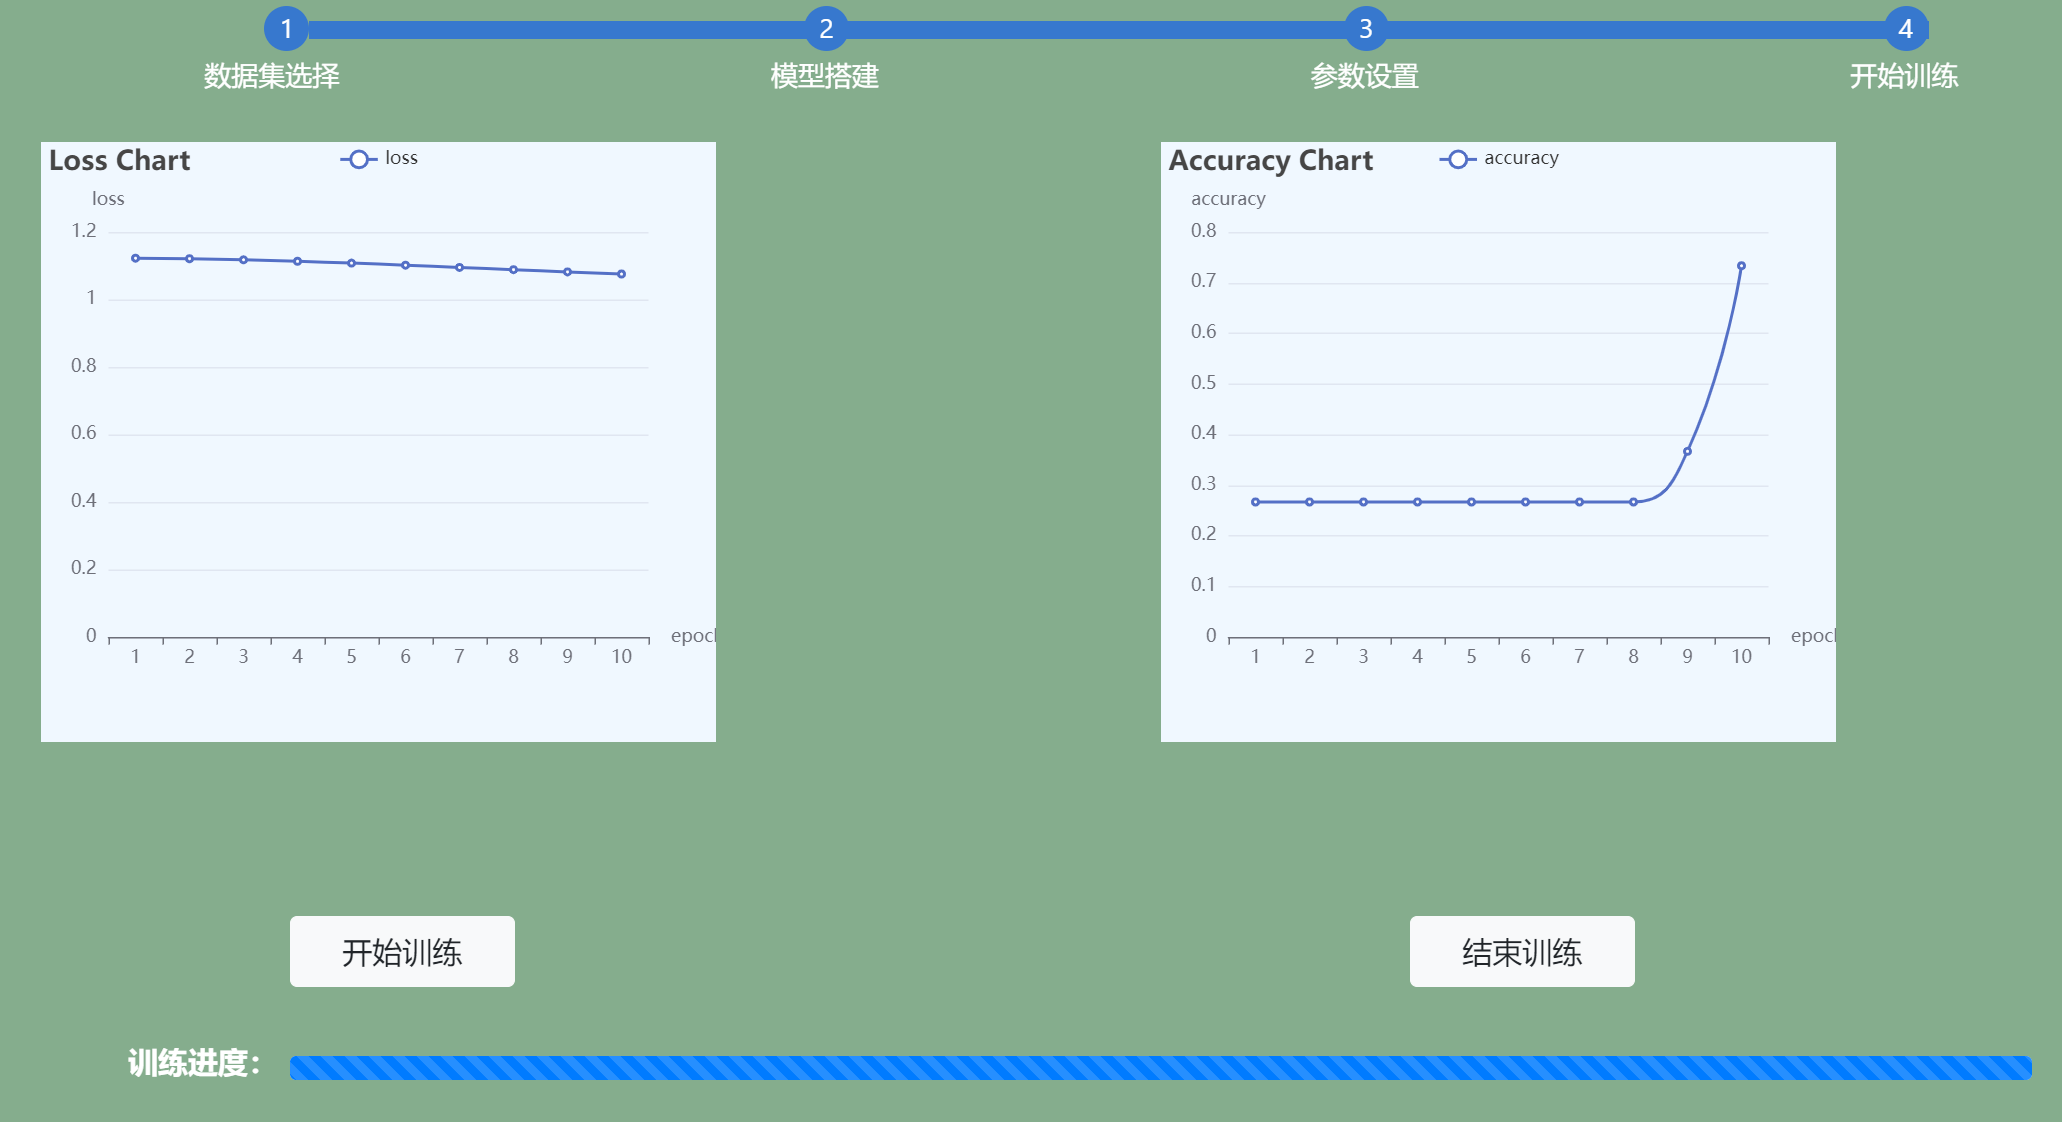 1 2 3 4
数据集选择 模型搭建 参数设置 开始训练
Loss Chart loss
loss
1.2
1
0.8
0.6
0.4
0.2
0
1 2 3 4 5 6 7 8 9 10 epoch
Accuracy Chart accuracy
accuracy
0.8
0.7
0.6
0.5
0.4
0.3
0.2
0.1
0
1 2 3 4 5 6 7 8 9 10 epoch
开始训练 结束训练
训练进度：